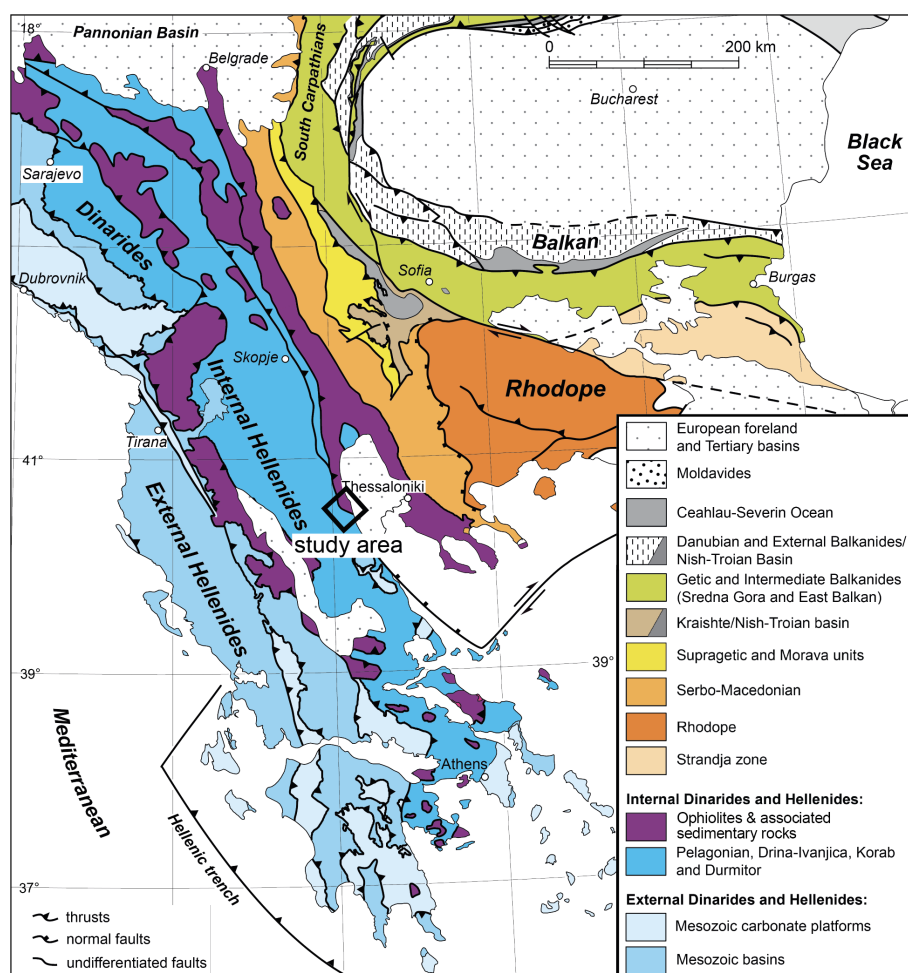 18°
Pannonian Basin
Belgrade
South Carpathians
0
200 km
Bucharest
Black
Sea
Sarajevo
Dinarides
Balkan
Dubrovnik
Sofia
Burgas
Skopje
Internal Hellenides
Rhodope
Tirana
41°
Thessaloniki
External Hellenides
study area
39°
39°
Mediterranean
Athens
Hellenic trench
37°
thrusts
normal faults
undifferentiated faults
European foreland
and Tertiary basins
Moldavides
Ceahlau-Severin Ocean
Danubian and External Balkanides/
Nish-Troian Basin
Getic and Intermediate Balkanides
(Sredna Gora and East Balkan)
Kraishte/Nish-Troian basin
Supragetic and Morava units
Serbo-Macedonian
Rhodope
Strandja zone
Internal Dinarides and Hellenides:
Ophiolites & associated
sedimentary rocks
Pelagonian, Drina-Ivanjica, Korab
and Durmitor
External Dinarides and Hellenides:
Mesozoic carbonate platforms
Mesozoic basins